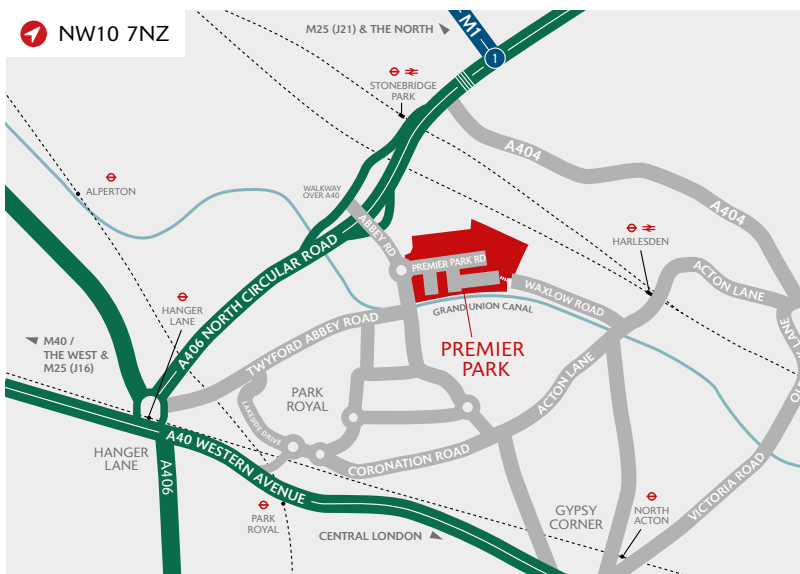 NW10 7NZ
M25 (J21) & THE NORTH
M1
1
STONEBRIDGE
PARK
A404
A404
ALPERTON
WALKWAY
OVER A40
ABBEY RD
HARLESDEN
PREMIER PARK RD
WAXLOW ROAD
ACTON LANE
LANE
GRAND UNION CANAL
HANGER
LANE
A406 NORTH CIRCULAR ROAD
TWYFORD ABBEY ROAD
M40 /
THE WEST &
M25 (J16)
PREMIER
PARK
PARK
ROYAL
LAKESIDE DRIVE
ACTON LANE
HANGER
LANE
A406
A40 WESTERN AVENUE
CORONATION ROAD
VICTORIA ROAD
PARK
ROYAL
GYPSY
CORNER
NORTH
ACTON
CENTRAL LONDON